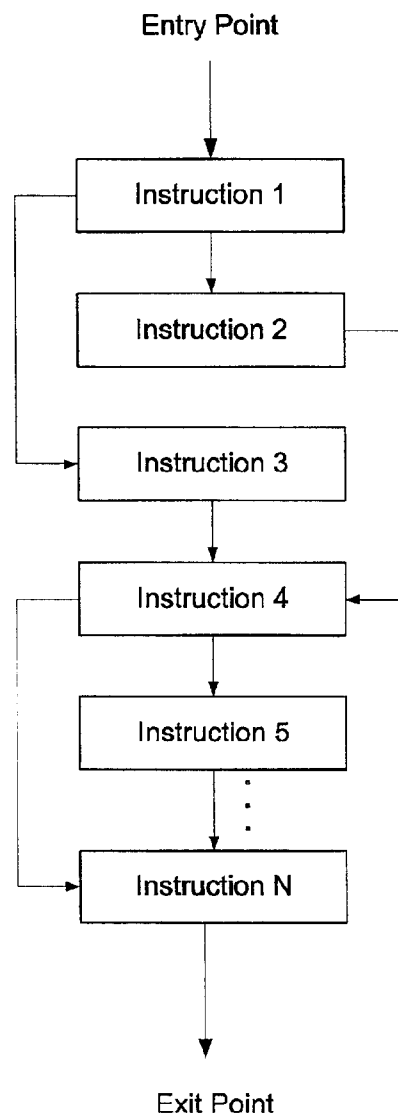 Entry Point
Instruction 1
Instruction 2
Instruction 3
Instruction 4
Instruction 5
Instruction N
Exit Point